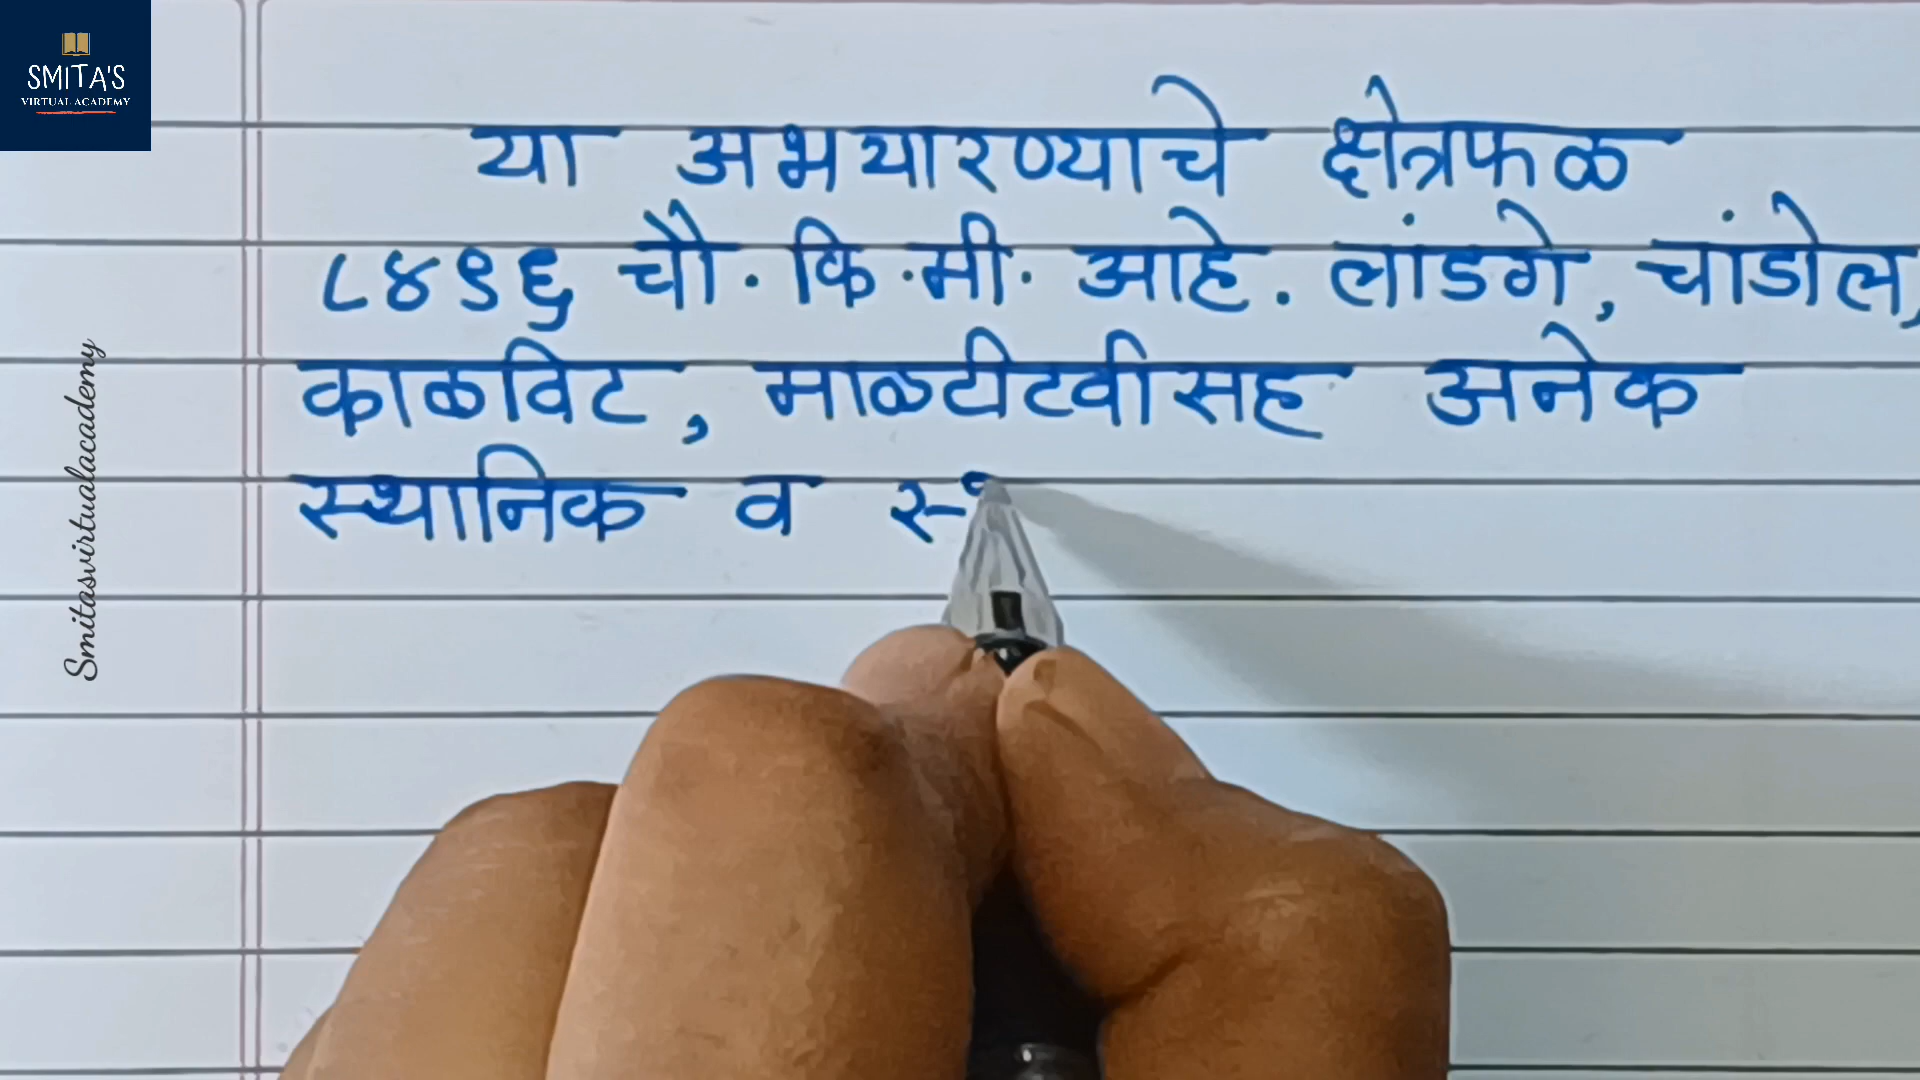 SMITA'S
VIRTUAL ACADEMY
या अभयारण्याचे क्षेत्रफळ
८४९६ चौ. कि.मी. आहे. लांडगे, चांडोल,
काळविट, माळटीटवीसह अनेक
स्थानिक व
Smitasvirtualacademy